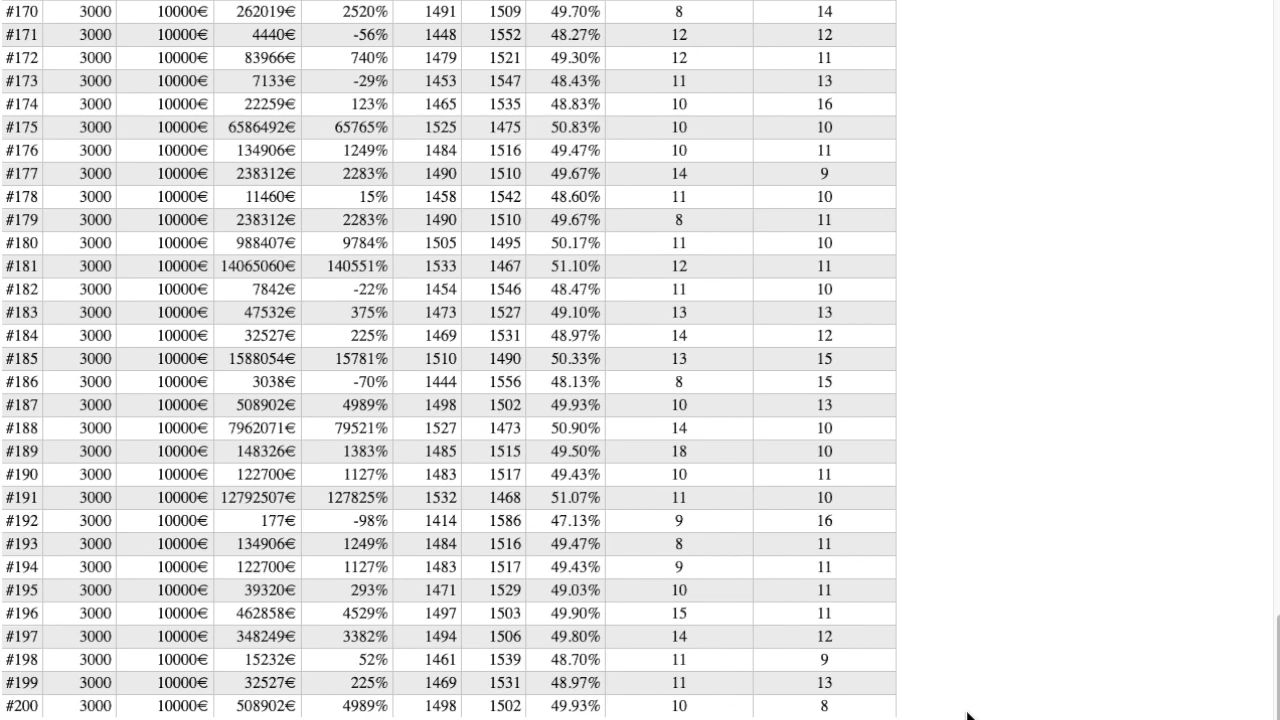 #170 3000 10000€ 262019€ 2520% 1491 1509 49.70% 8 14
#171 3000 10000€ 4440€ -56% 1448 1552 48.27% 12 12
#172 3000 10000€ 83966€ 740% 1479 1521 49.30% 12 11
#173 3000 10000€ 7133€ -29% 1453 1547 48.43% 11 13
#174 3000 10000€ 22259€ 123% 1465 1535 48.83% 10 16
#175 3000 10000€ 6586492€ 65765% 1525 1475 50.83% 10 10
#176 3000 10000€ 134906€ 1249% 1484 1516 49.47% 10 11
#177 3000 10000€ 238312€ 2283% 1490 1510 49.67% 14 9
#178 3000 10000€ 11460€ 15% 1458 1542 48.60% 11 10
#179 3000 10000€ 238312€ 2283% 1490 1510 49.67% 8 11
#180 3000 10000€ 988407€ 9784% 1505 1495 50.17% 11 10
#181 3000 10000€ 14065060€ 140551% 1533 1467 51.10% 12 11
#182 3000 10000€ 7842€ -22% 1454 1546 48.47% 11 10
#183 3000 10000€ 47532€ 375% 1473 1527 49.10% 13 13
#184 3000 10000€ 32527€ 225% 1469 1531 48.97% 14 12
#185 3000 10000€ 1588054€ 15781% 1510 1490 50.33% 13 15
#186 3000 10000€ 3038€ -70% 1444 1556 48.13% 8 15
#187 3000 10000€ 508902€ 4989% 1498 1502 49.93% 10 13
#188 3000 10000€ 7962071€ 79521% 1527 1473 50.90% 14 10
#189 3000 10000€ 148326€ 1383% 1485 1515 49.50% 18 10
#190 3000 10000€ 122700€ 1127% 1483 1517 49.43% 10 11
#191 3000 10000€ 12792507€ 127825% 1532 1468 51.07% 11 10
#192 3000 10000€ 177€ -98% 1414 1586 47.13% 9 16
#193 3000 10000€ 134906€ 1249% 1484 1516 49.47% 8 11
#194 3000 10000€ 122700€ 1127% 1483 1517 49.43% 9 11
#195 3000 10000€ 39320€ 293% 1471 1529 49.03% 10 11
#196 3000 10000€ 462858€ 4529% 1497 1503 49.90% 15 11
#197 3000 10000€ 348249€ 3382% 1494 1506 49.80% 14 12
#198 3000 10000€ 15232€ 52% 1461 1539 48.70% 11 9
#199 3000 10000€ 32527€ 225% 1469 1531 48.97% 11 13
#200 3000 10000€ 508902€ 4989% 1498 1502 49.93% 10 8